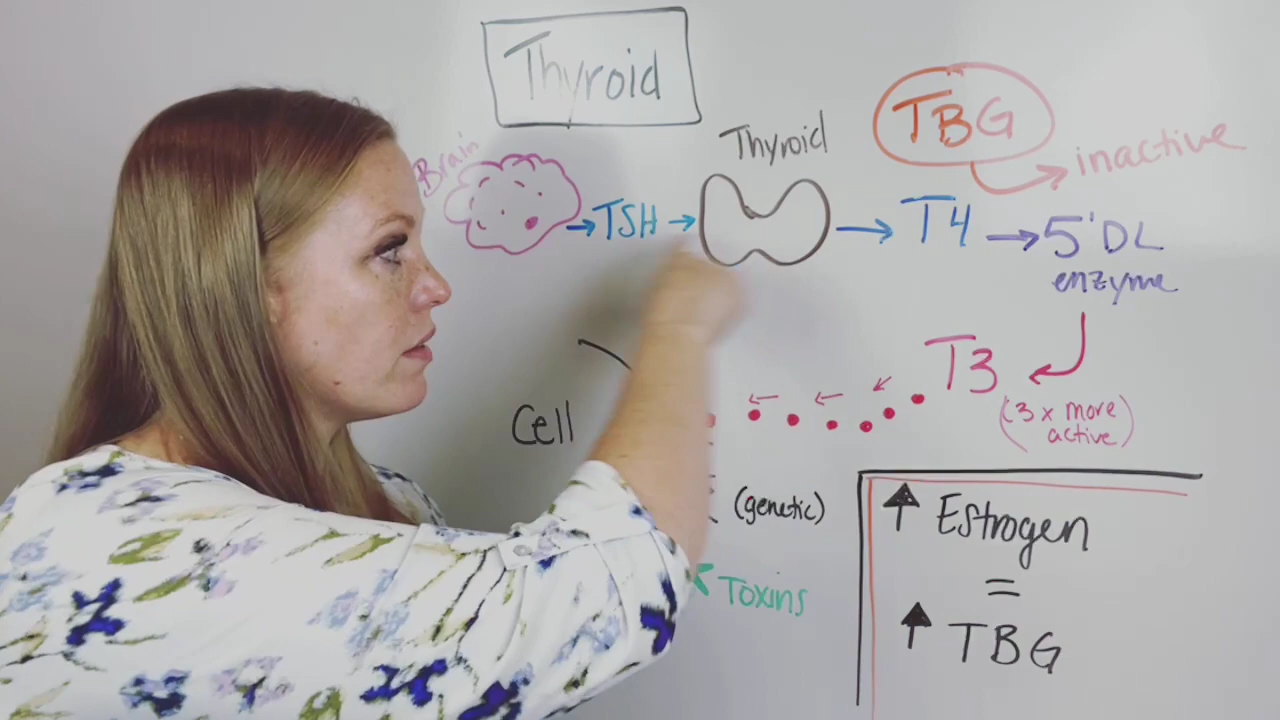 Thyroid
Brain
TSH
Thyroid
TBG
inactive
T4
5'DL
enzyme
T3
(3 x more
active)
Cell
(genetic)
Toxins
Estrogen
=
TBG